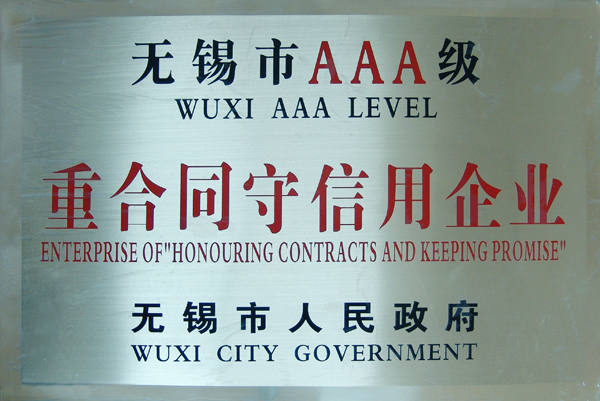 无锡市AAA级
WUXI AAA LEVEL
重合同守信用企业
ENTERPRISE OF"HONOURING CONTRACTS AND KEEPING PROMISE"
无锡市人民政府
WUXI CITY GOVERNMENT